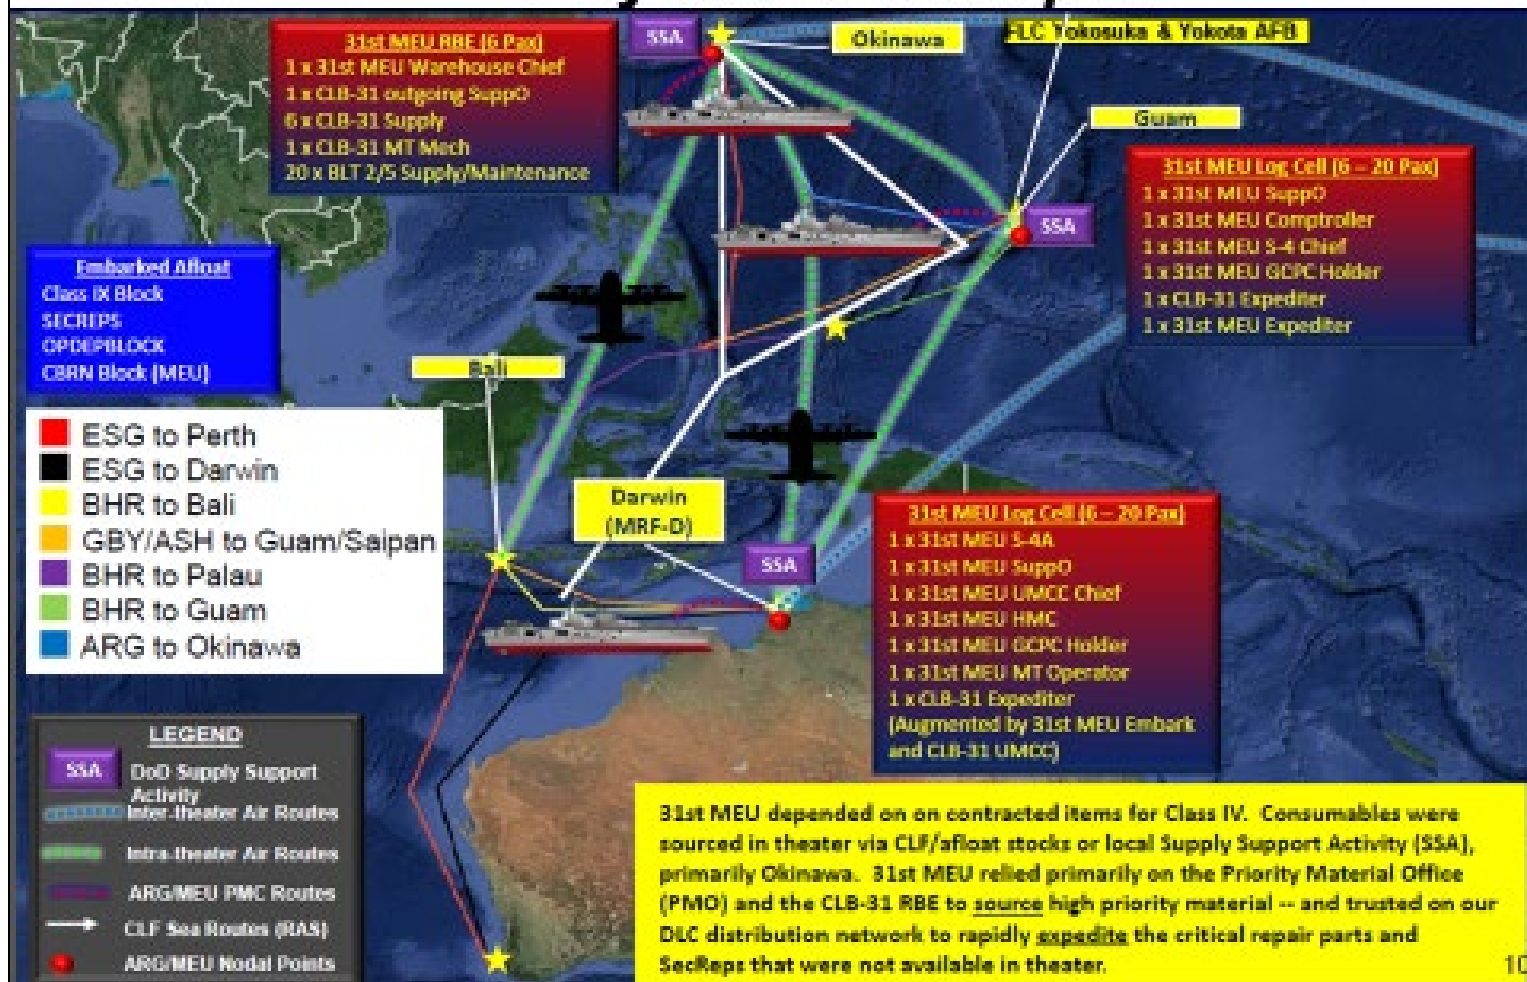 SSA
Okinawa
FLC Yokosuka & Yokota AFB
31st MEU RBE (6 Pax)
1 x 31st MEU Warehouse Chief
1 x CLB-31 outgoing SuppO
6 x CLB-31 Supply
1 x CLB-31 MT Mech
20 x BLT 2/5 Supply/Maintenance
Guam
31st MEU Log Cell (6 – 20 Pax)
1 x 31st MEU SuppO
1 x 31st MEU Comptroller
1 x 31st MEU S-4 Chief
1 x 31st MEU GCPC Holder
1 x CLB-31 Expediter
1 x 31st MEU Expediter
SSA
Embarked Afloat
Class IX Block
SECREPS
OPDEPBLOCK
CBRN Block (MEU)
Bali
ESG to Perth
ESG to Darwin
BHR to Bali
GBY/ASH to Guam/Saipan
BHR to Palau
BHR to Guam
ARG to Okinawa
Darwin
(MRF-D)
SSA
31st MEU Log Cell (6 – 20 Pax)
1 x 31st MEU S-4A
1 x 31st MEU SuppO
1 x 31st MEU UMCC Chief
1 x 31st MEU HMC
1 x 31st MEU GCPC Holder
1 x 31st MEU MT Operator
1 x CLB-31 Expediter
(Augmented by 31st MEU Embark
and CLB-31 UMCC)
LEGEND
SSA
DoD Supply Support
Activity
Inter-theater Air Routes
Intra-theater Air Routes
ARG/MEU PMC Routes
CLF Sea Routes (RAS)
ARG/MEU Nodal Points
31st MEU depended on on contracted items for Class IV. Consumables were
sourced in theater via CLF/afloat stocks or local Supply Support Activity (SSA),
primarily Okinawa. 31st MEU relied primarily on the Priority Material Office
(PMO) and the CLB-31 RBE to source high priority material -- and trusted on our
DLC distribution network to rapidly expedite the critical repair parts and
SecReps that were not available in theater.
10